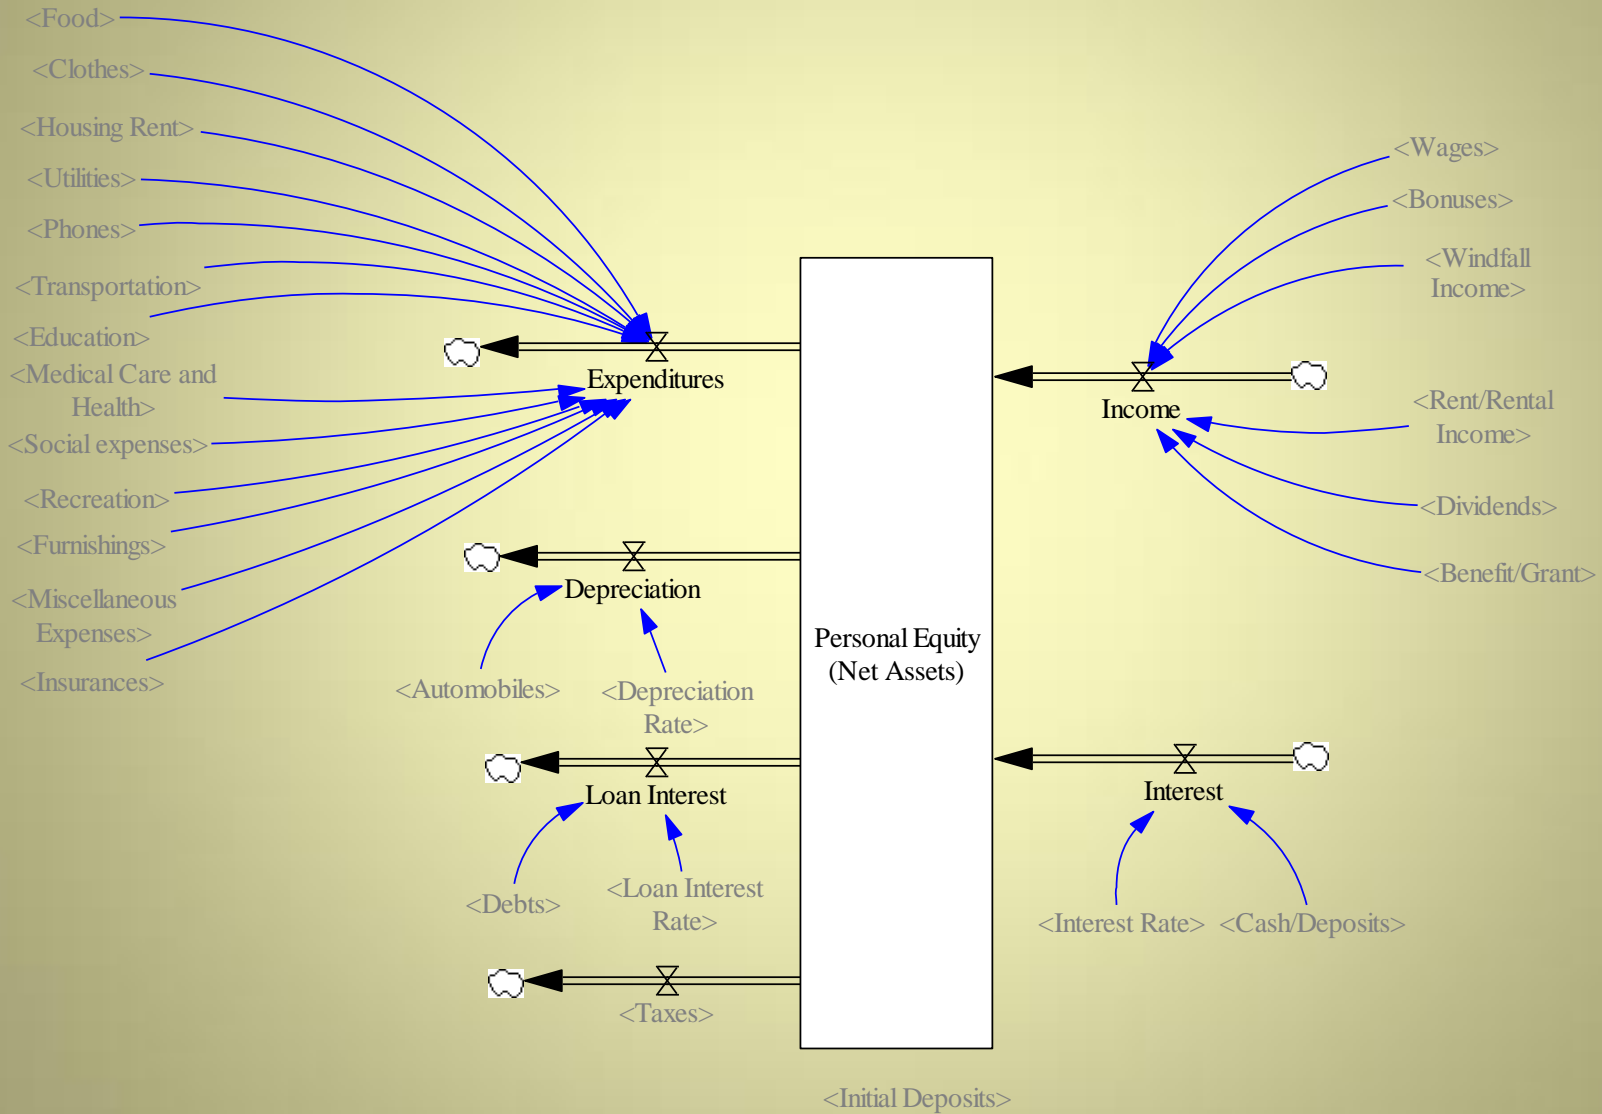 <Food>
<Clothes>
<Housing Rent>
<Utilities>
<Phones>
<Transportation>
<Education>
<Medical Care and
Health>
<Social expenses>
<Recreation>
<Furnishings>
<Miscellaneous
Expenses>
<Insurances>
Expenditures
Depreciation
<Automobiles>
<Depreciation
Rate>
Loan Interest
<Debts>
<Loan Interest
Rate>
<Taxes>
Personal Equity
(Net Assets)
<Initial Deposits>
<Wages>
<Bonuses>
<Windfall
Income>
Income
<Rent/Rental
Income>
<Dividends>
<Benefit/Grant>
Interest
<Interest Rate>
<Cash/Deposits>